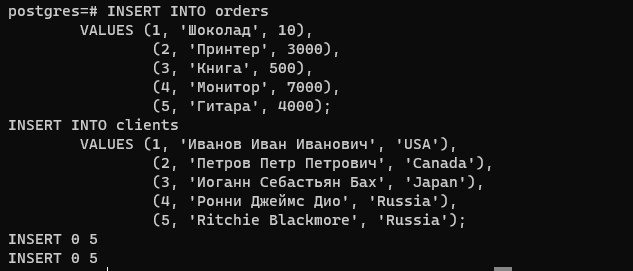 postgres=# INSERT INTO orders
VALUES (1, 'Шоколад', 10),
(2, 'Принтер', 3000),
(3, 'Книга', 500),
(4, 'Монитор', 7000),
(5, 'Гитара', 4000);
INSERT INTO clients
VALUES (1, 'Иванов Иван Иванович', 'USA'),
(2, 'Петров Петр Петрович', 'Canada'),
(3, 'Иоганн Себастьян Бах', 'Japan'),
(4, 'Ронни Джеймс Дио', 'Russia'),
(5, 'Ritchie Blackmore', 'Russia');
INSERT 0 5
INSERT 0 5